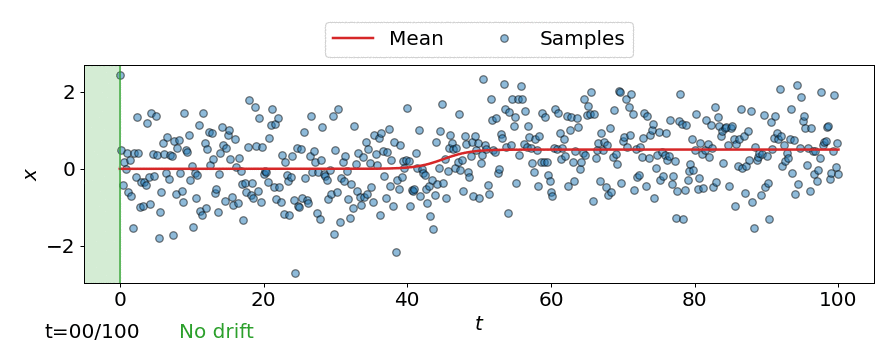 Mean Samples
x
2
0
−2
0 20 40 60 80 100
t
t=00/100 No drift